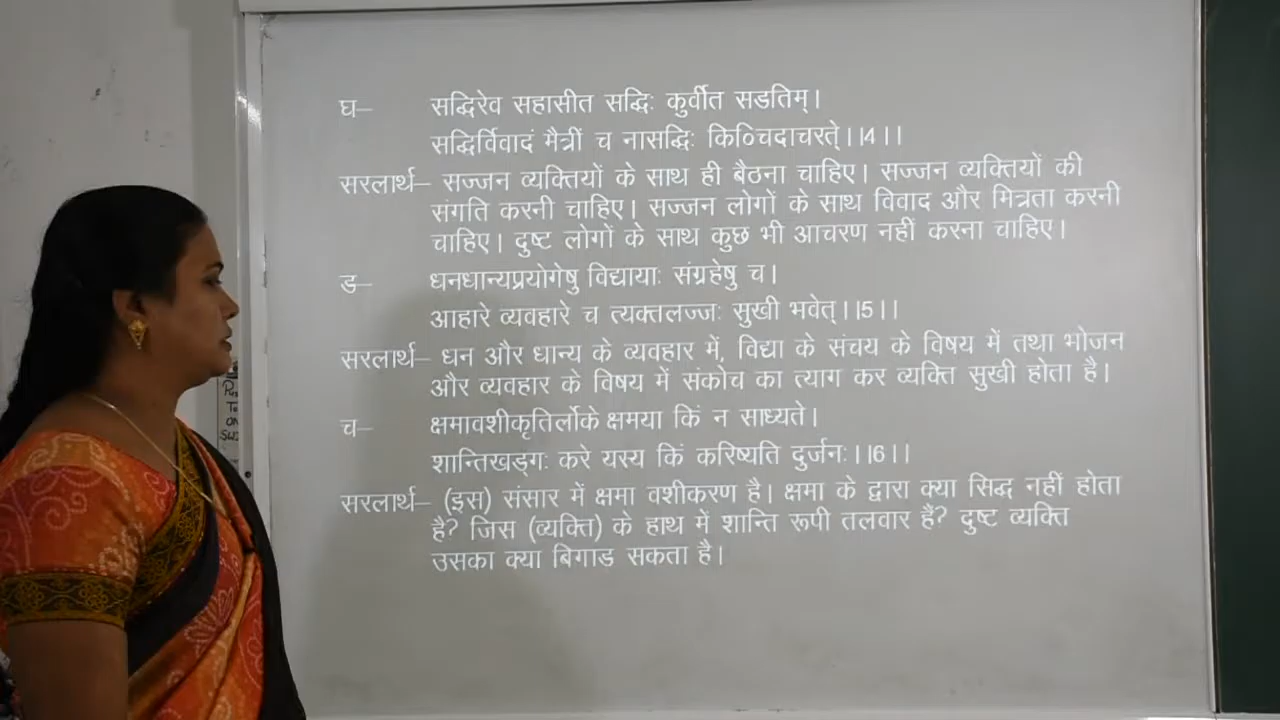 घ– सद्भिरेव सहासीत सद्भिः कुर्वीत सडतिम्।
सद्भिर्विवादं मैत्रीं च नासद्भिः किञ्चिदाचरत्े।।4।।
सरलार्थ– सज्जन व्यक्तियों के साथ ही बैठना चाहिए। सज्जन व्यक्तियों की
संगति करनी चाहिए। सज्जन लोगों के साथ विवाद और मित्रता करनी
चाहिए। दुष्ट लोगों के साथ कुछ भी आचरण नहीं करना चाहिए।
ड– धनधान्यप्रयोगेषु विद्यायाः संग्रहेषु च।
आहारे व्यवहारे च त्यक्तलज्जः सुखी भवेत्।।5।।
सरलार्थ– धन और धान्य के व्यवहार में, विद्या के संचय के विषय में तथा भोजन
और व्यवहार के विषय में संकोच का त्याग कर व्यक्ति सुखी होता है।
च– क्षमावशीकृतिर्लोके क्षमया किं न साध्यते।
शान्तिखड्गः करे यस्य किं करिष्यति दुर्जनः।।6।।
सरलार्थ– (इस) संसार में क्षमा वशीकरण है। क्षमा के द्वारा क्या सिद्ध नहीं होता
है? जिस (व्यक्ति) के हाथ में शान्ति रूपी तलवार है? दुष्ट व्यक्ति
उसका क्या बिगाड सकता है।